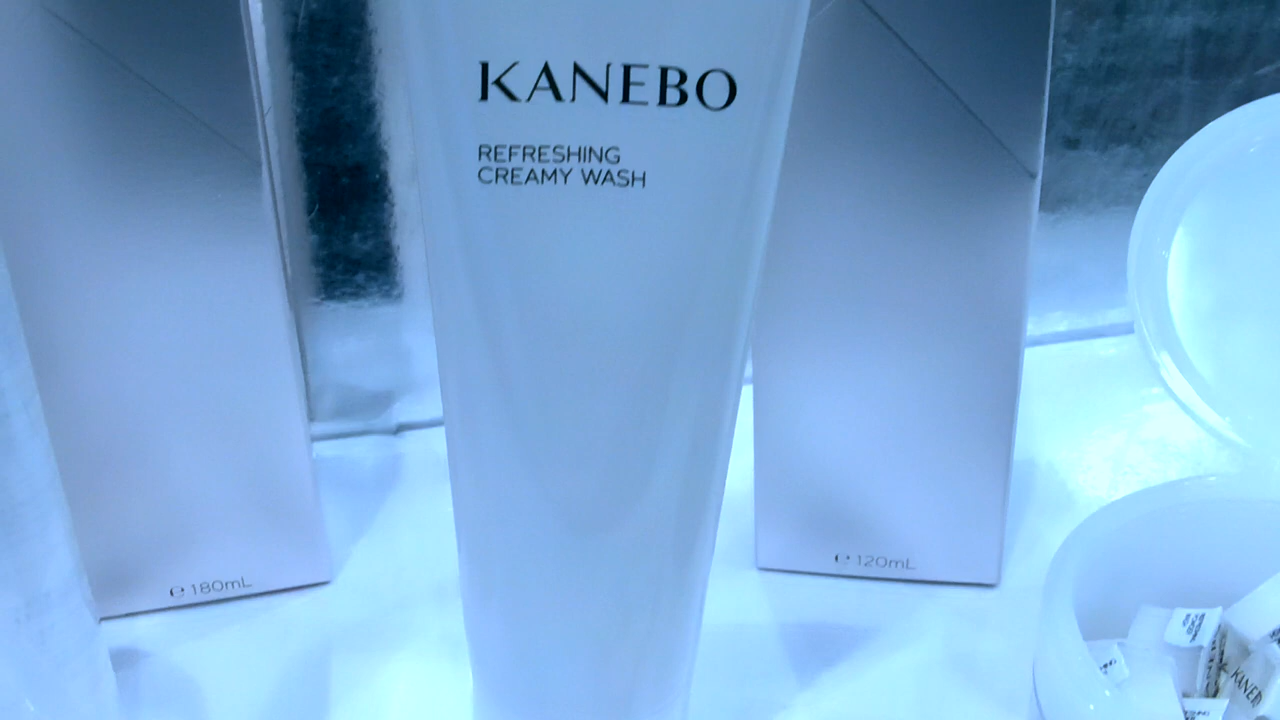 KANEBO
REFRESHING
CREAMY WASH
℮ 180mL
℮ 120mL